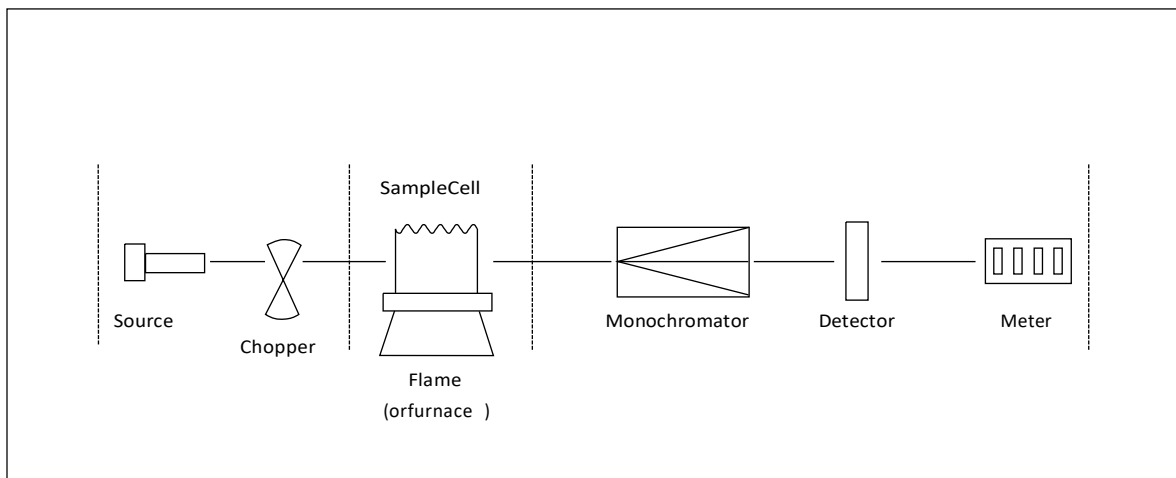 SampleCell
Source
Chopper
Flame
(orfurnace )
Monochromator
Detector
Meter